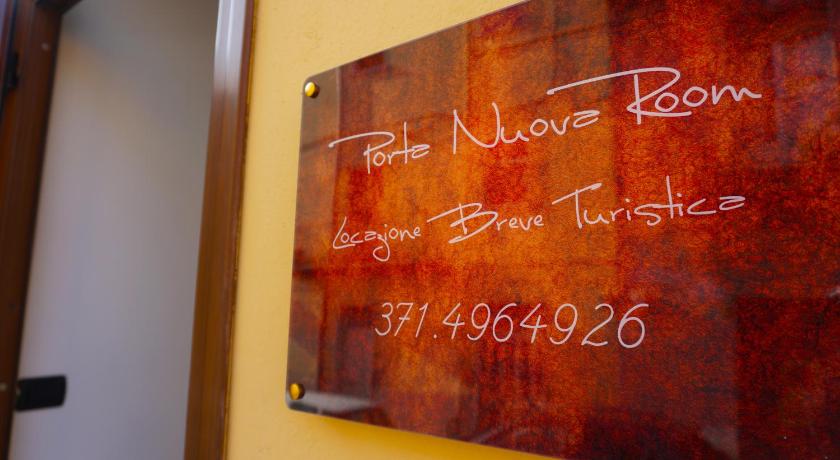 Porta Nuova Room
Locazione Breve Turistica
371.4964926